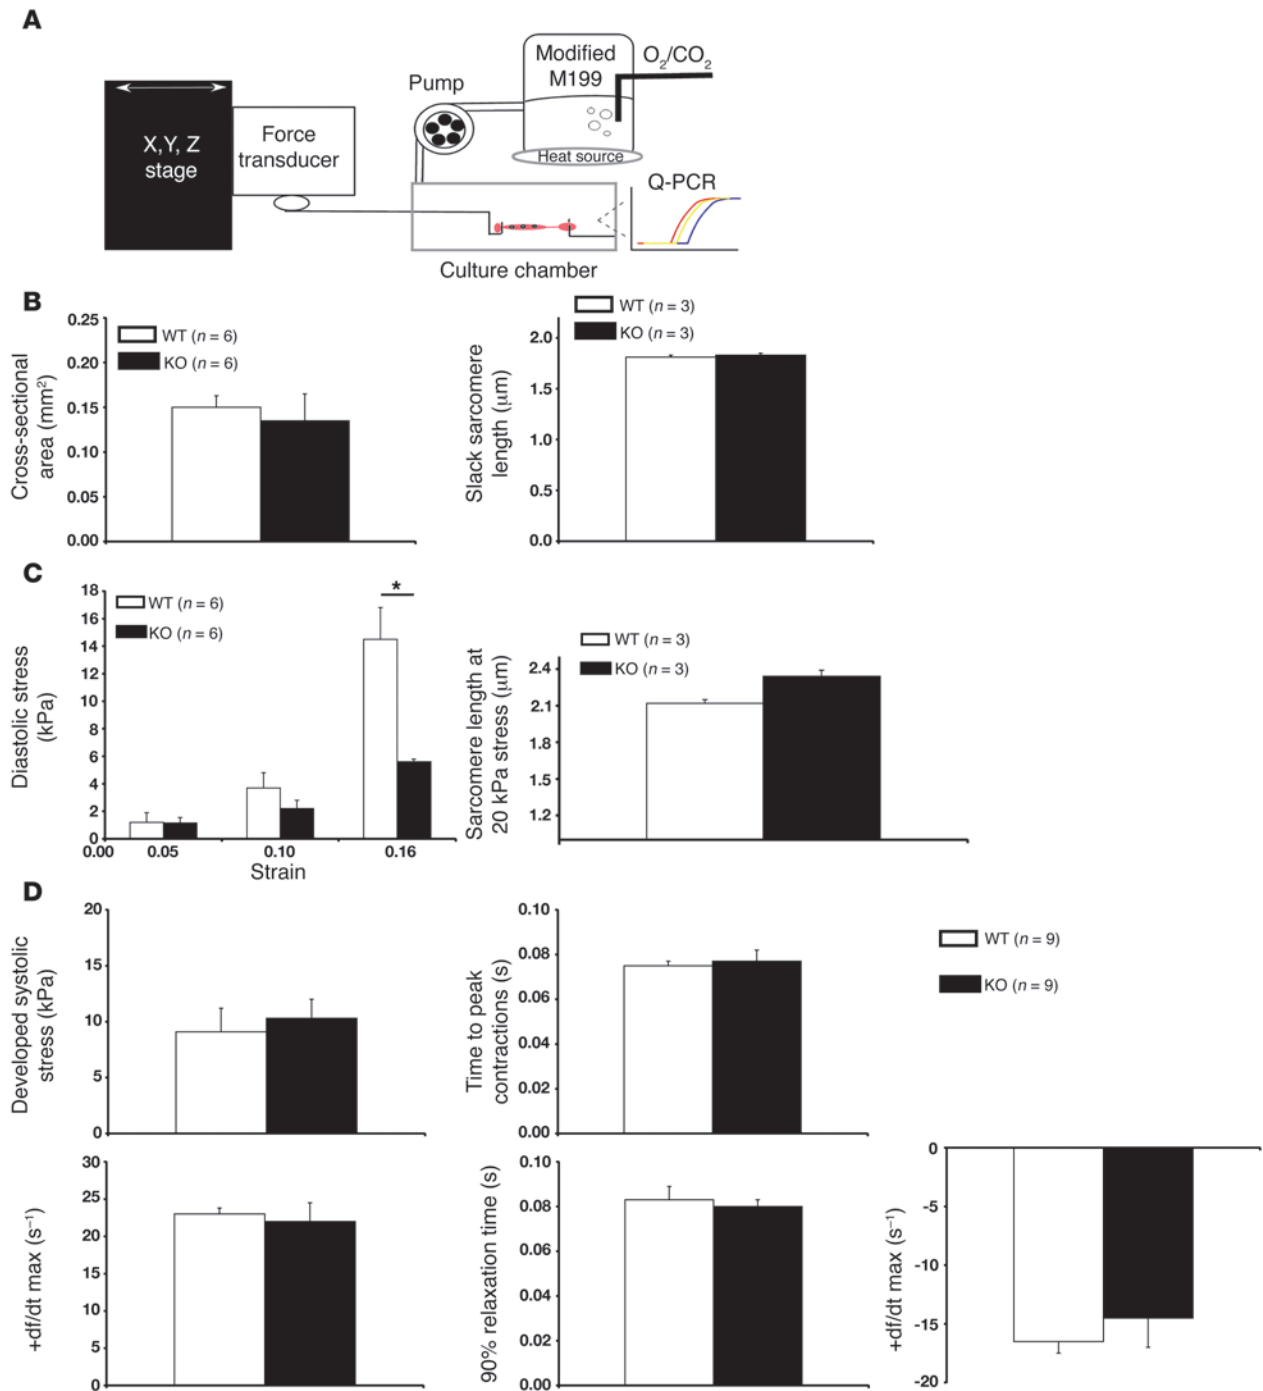 A
X,Y, Z
stage
Force
transducer
Pump
Modified
M199
O2/CO2
Heat source
Q-PCR
Culture chamber
B
Cross-sectional
area (mm²)
0.25
0.20
0.15
0.10
0.05
0.00
WT (n = 6)
KO (n = 6)
Slack sarcomere
length (μm)
2.0
1.5
1.0
0.5
0.0
WT (n = 3)
KO (n = 3)
C
Diastolic stress
(kPa)
18
16
14
12
10
8
6
4
2
0
WT (n = 6)
KO (n = 6)
*
0.00 0.05 0.10 0.16
Strain
Sarcomere length at
20 kPa stress (μm)
2.4
2.1
1.8
1.5
1.2
WT (n = 3)
KO (n = 3)
D
Developed systolic
stress (kPa)
20
15
10
5
0
Time to peak
contractions (s)
0.10
0.08
0.06
0.04
0.02
0.00
WT (n = 9)
KO (n = 9)
+df/dt max (s⁻¹)
30
25
20
15
10
5
0
90% relaxation time (s)
0.10
0.08
0.06
0.04
0.02
0.00
+df/dt max (s⁻¹)
0
-5
-10
-15
-20